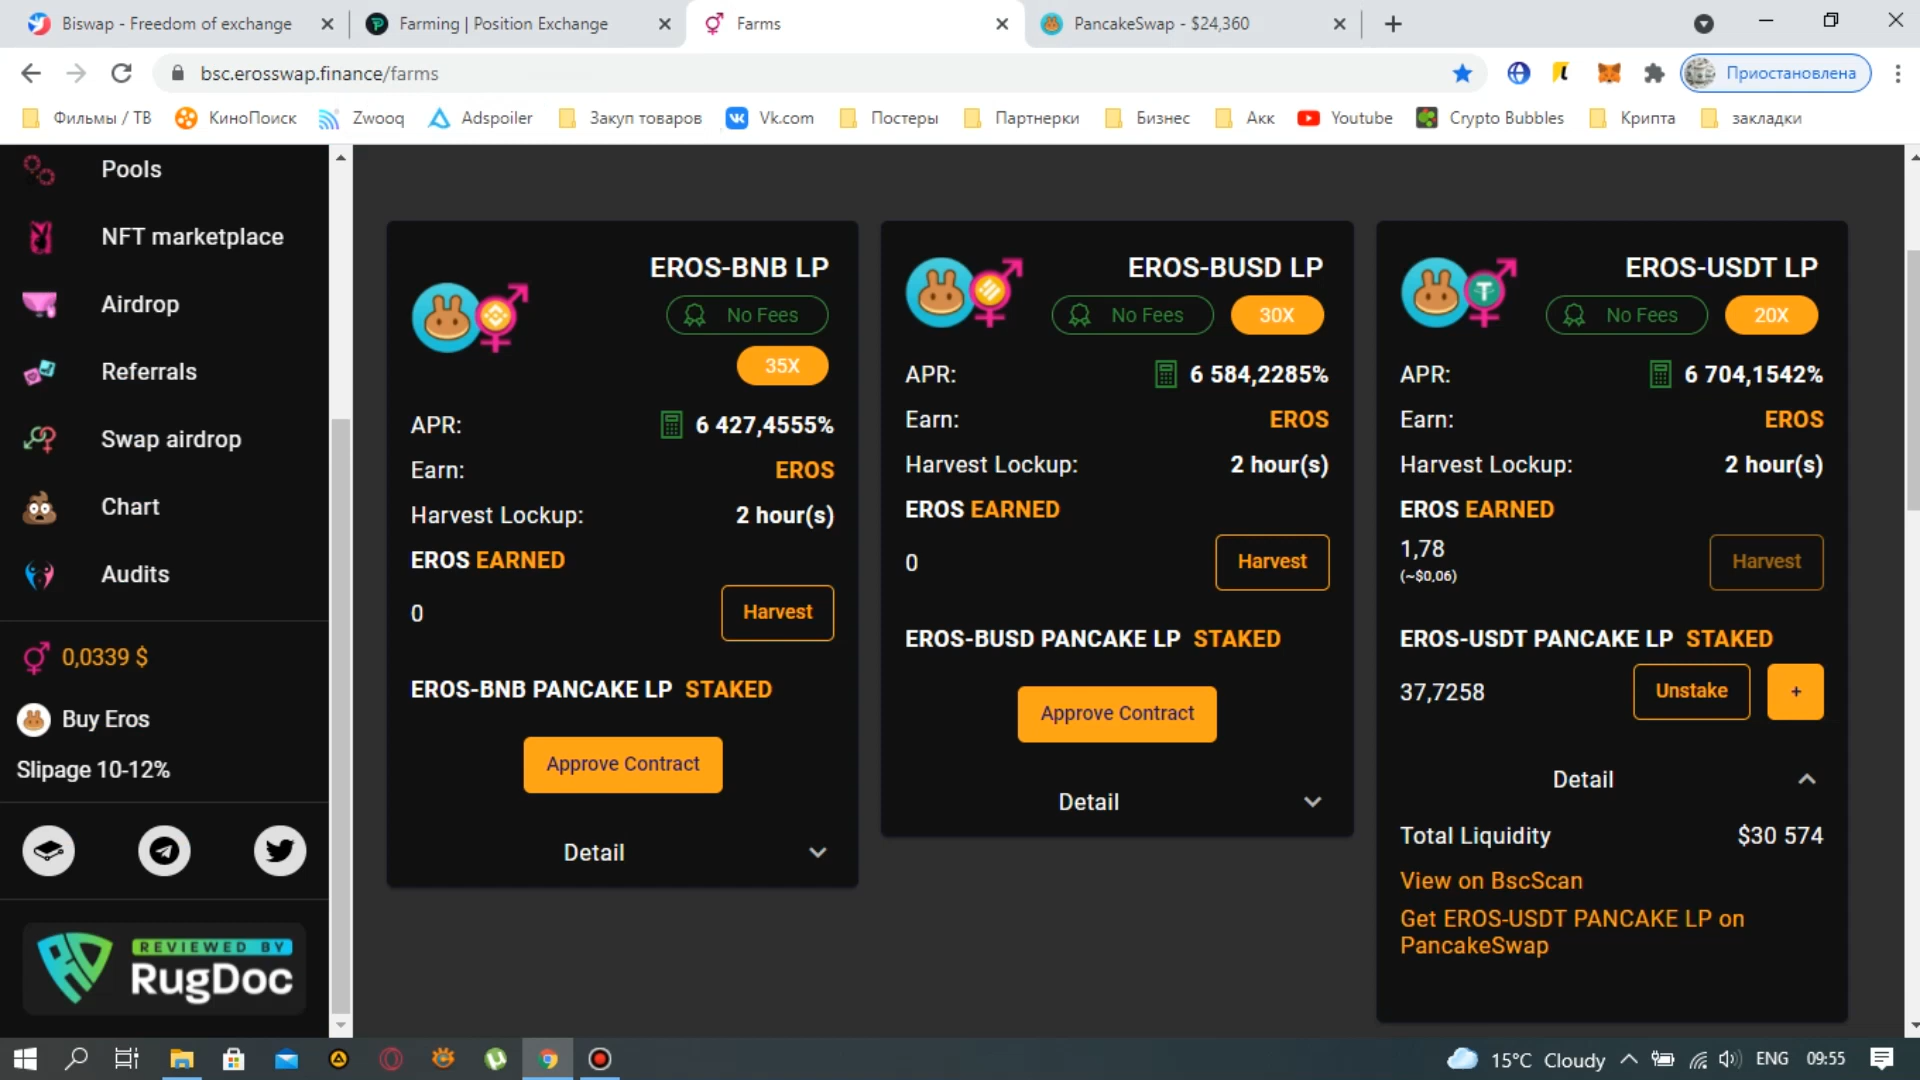 Biswap - Freedom of exchange
Farming | Position Exchange
Farms
PancakeSwap - $24,360
bsc.erosswap.finance/farms
Приостановлена
Фильмы / ТВ
КиноПоиск
Zwooq
Adspoiler
Закуп товаров
Vk.com
Постеры
Партнерки
Бизнес
Акк
Youtube
Crypto Bubbles
Крипта
закладки
Pools
NFT marketplace
Airdrop
Referrals
Swap airdrop
Chart
Audits
0,0339 $
Buy Eros
Slipage 10-12%
REVIEWED BY
RugDoc
EROS-BNB LP
No Fees
35X
APR: 6 427,4555%
Earn: EROS
Harvest Lockup: 2 hour(s)
EROS EARNED
0 Harvest
EROS-BNB PANCAKE LP STAKED
Approve Contract
Detail
EROS-BUSD LP
No Fees 30X
APR: 6 584,2285%
Earn: EROS
Harvest Lockup: 2 hour(s)
EROS EARNED
0 Harvest
EROS-BUSD PANCAKE LP STAKED
Approve Contract
Detail
EROS-USDT LP
No Fees 20X
APR: 6 704,1542%
Earn: EROS
Harvest Lockup: 2 hour(s)
EROS EARNED
1,78
(~$0,06)
Harvest
EROS-USDT PANCAKE LP STAKED
37,7258 Unstake +
Detail
Total Liquidity $30 574
View on BscScan
Get EROS-USDT PANCAKE LP on
PancakeSwap
15°C Cloudy ENG 09:55